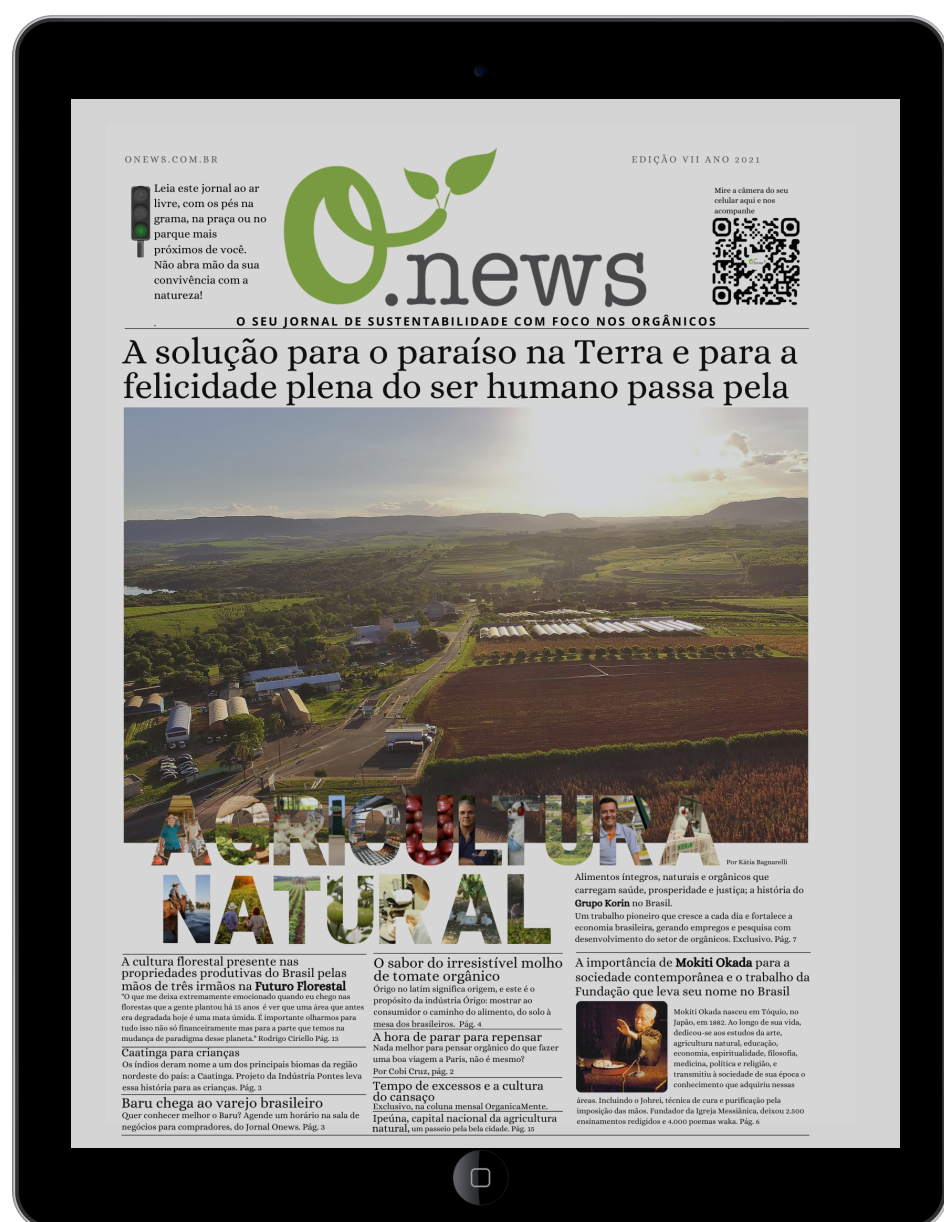 ONEWS.COM.BR
EDIÇÃO VII ANO 2021
Leia este jornal ao ar
livre, com os pés na
grama, na praça ou no
parque mais
próximos de você.
Não abra mão da sua
convivência com a
natureza!
.
O.news
Mire a câmera do seu
celular aqui e nos
acompanhe
O SEU JORNAL DE SUSTENTABILIDADE COM FOCO NOS ORGÂNICOS
A solução para o paraíso na Terra e para a
felicidade plena do ser humano passa pela
AGRICULTURA
NATURAL
Por Kátia Bagnarelli
Alimentos íntegros, naturais e orgânicos que
carregam saúde, prosperidade e justiça; a história do
Grupo Korin no Brasil.
Um trabalho pioneiro que cresce a cada dia e fortalece a
economia brasileira, gerando empregos e pesquisa com
desenvolvimento do setor de orgânicos. Exclusivo. Pág. 7
A cultura florestal presente nas
propriedades produtivas do Brasil pelas
mãos de três irmãos na Futuro Florestal
"O que me deixa extremamente emocionado quando eu chego nas
florestas que a gente plantou há 15 anos é ver que uma área que antes
era degradada hoje é uma mata úmida. É importante olharmos para
tudo isso não só financeiramente mas para a parte que temos na
mudança de paradigma desse planeta." Rodrigo Ciriello Pág. 13
Caatinga para crianças
Os índios deram nome a um dos principais biomas da região
nordeste do país: a Caatinga. Projeto da Indústria Pontes leva
essa história para as crianças. Pág. 3
Baru chega ao varejo brasileiro
Quer conhecer melhor o Baru? Agende um horário na sala de
negócios para compradores, do Jornal Onews. Pág. 3
O sabor do irresistível molho
de tomate orgânico
Órigo no latim significa origem, e este é o
propósito da indústria Órigo: mostrar ao
consumidor o caminho do alimento, do solo à
mesa dos brasileiros. Pág. 4
A hora de parar para repensar
Nada melhor para pensar orgânico do que fazer
uma boa viagem a Paris, não é mesmo?
Por Cobi Cruz, pág. 2
Tempo de excessos e a cultura
do cansaço
Exclusivo, na coluna mensal OrganicaMente.
Ipeúna, capital nacional da agricultura
natural, um passeio pela bela cidade. Pág. 15
A importância de Mokiti Okada para a
sociedade contemporânea e o trabalho da
Fundação que leva seu nome no Brasil
Mokiti Okada nasceu em Tóquio, no
Japão, em 1882. Ao longo de sua vida,
dedicou-se aos estudos da arte,
agricultura natural, educação,
economia, espiritualidade, filosofia,
medicina, política e religião, e
transmitiu à sociedade de sua época o
conhecimento que adquiriu nessas
áreas. Incluindo o Johrei, técnica de cura e purificação pela
imposição das mãos. Fundador da Igreja Messiânica, deixou 2.500
ensinamentos redigidos e 4.000 poemas waka. Pág. 6